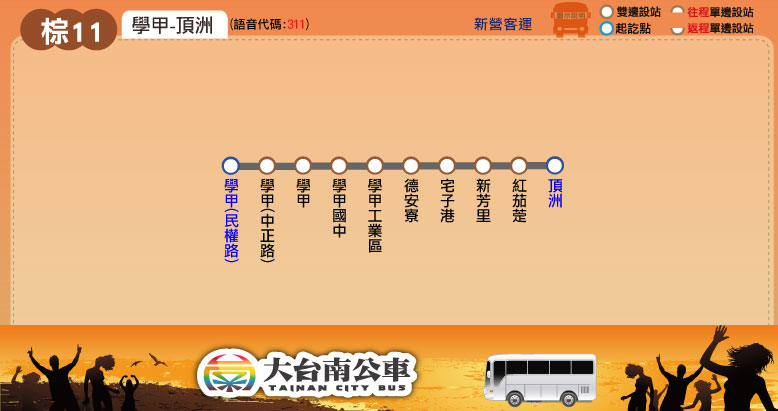 棕11
學甲-頂洲
(語音代碼:311)
新營客運
雙邊設站
起訖點
往程單邊設站
返程單邊設站
學甲(民權路)
學甲(中正路)
學甲
學甲國中
學甲工業區
德安寮
宅子港
新芳里
紅茄萣
頂洲
大台南公車
TAINAN CITY BUS